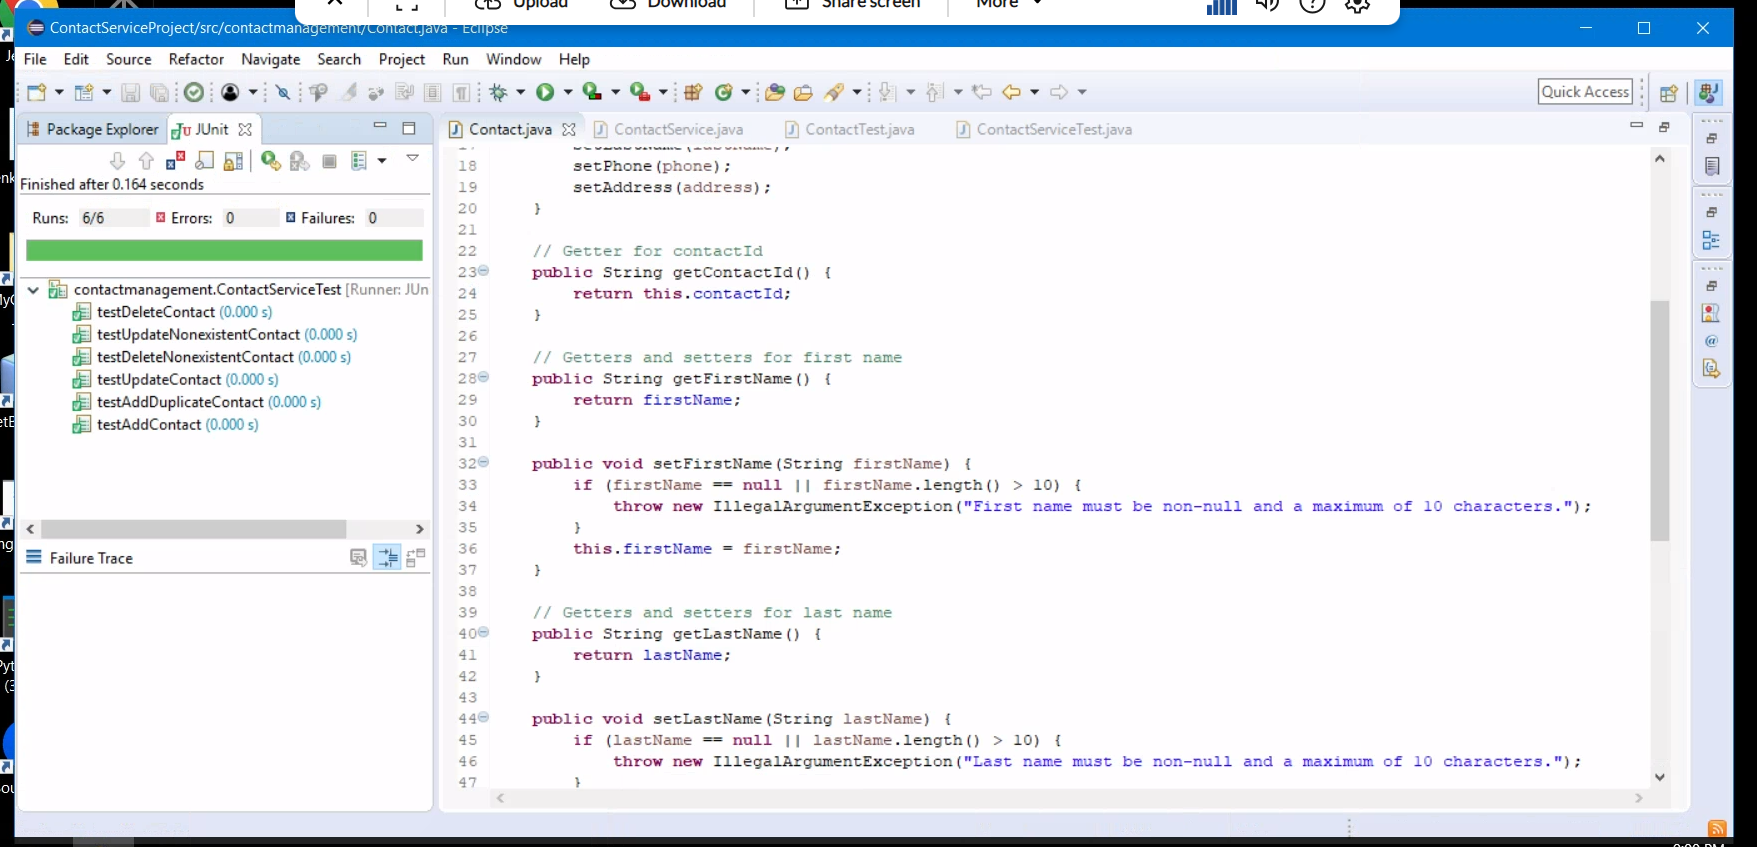 Upload Download Share screen More
ContactServiceProject/src/contactmanagement/Contact.java - Eclipse
File Edit Source Refactor Navigate Search Project Run Window Help
Quick Access
Package Explorer JUnit
Contact.java ContactService.java ContactTest.java ContactServiceTest.java
Finished after 0.164 seconds
Runs: 6/6 Errors: 0 Failures: 0
contactmanagement.ContactServiceTest [Runner: JUn
testDeleteContact (0.000 s)
testUpdateNonexistentContact (0.000 s)
testDeleteNonexistentContact (0.000 s)
testUpdateContact (0.000 s)
testAddDuplicateContact (0.000 s)
testAddContact (0.000 s)
Failure Trace
18 setPhone(phone);
19 setAddress(address);
20 }
21
22 // Getter for contactId
23 public String getContactId() {
24 return this.contactId;
25 }
26
27 // Getters and setters for first name
28 public String getFirstName() {
29 return firstName;
30 }
31
32 public void setFirstName(String firstName) {
33 if (firstName == null || firstName.length() > 10) {
34 throw new IllegalArgumentException("First name must be non-null and a maximum of 10 characters.");
35 }
36 this.firstName = firstName;
37 }
38
39 // Getters and setters for last name
40 public String getLastName() {
41 return lastName;
42 }
43
44 public void setLastName(String lastName) {
45 if (lastName == null || lastName.length() > 10) {
46 throw new IllegalArgumentException("Last name must be non-null and a maximum of 10 characters.");
47 }